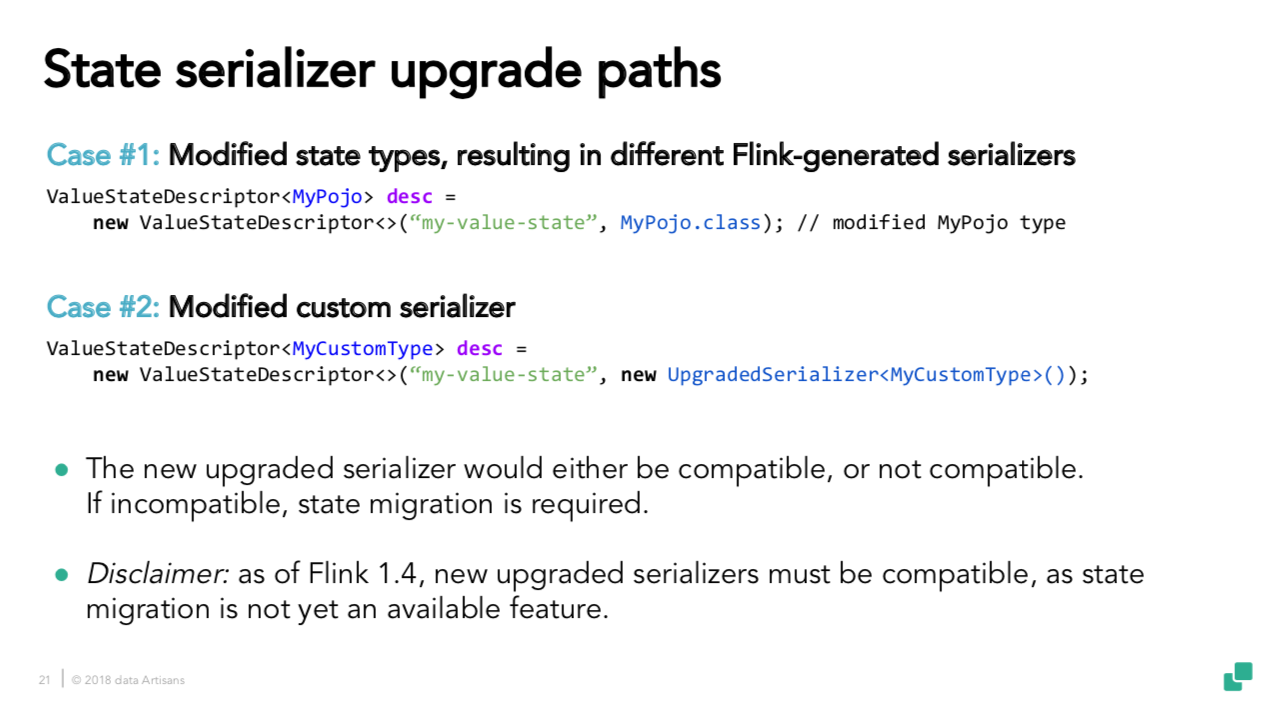 State serializer upgrade paths
Case #1: Modified state types, resulting in different Flink-generated serializers
ValueStateDescriptor<MyPojo> desc =
    new ValueStateDescriptor<>(“my-value-state”, MyPojo.class); // modified MyPojo type
Case #2: Modified custom serializer
ValueStateDescriptor<MyCustomType> desc =
    new ValueStateDescriptor<>(“my-value-state”, new UpgradedSerializer<MyCustomType>());
● The new upgraded serializer would either be compatible, or not compatible.
If incompatible, state migration is required.
● Disclaimer: as of Flink 1.4, new upgraded serializers must be compatible, as state
migration is not yet an available feature.
21 | © 2018 data Artisans